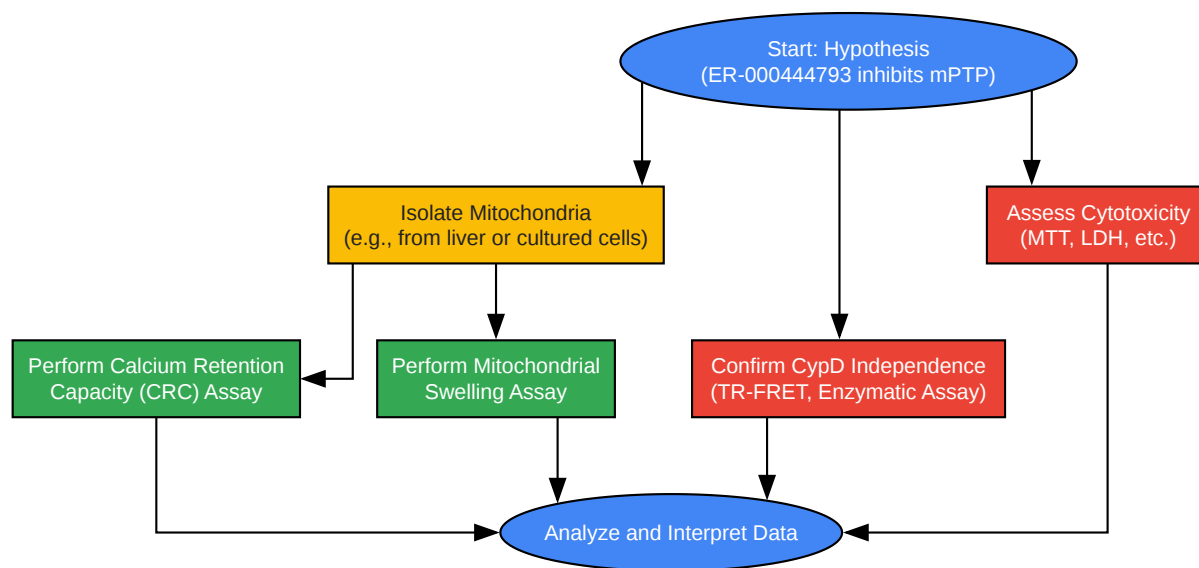 Start: Hypothesis
(ER-000444793 inhibits mPTP)
Isolate Mitochondria
(e.g., from liver or cultured cells)
Assess Cytotoxicity
(MTT, LDH, etc.)
Perform Calcium Retention
Capacity (CRC) Assay
Perform Mitochondrial
Swelling Assay
Confirm CypD Independence
(TR-FRET, Enzymatic Assay)
Analyze and Interpret Data